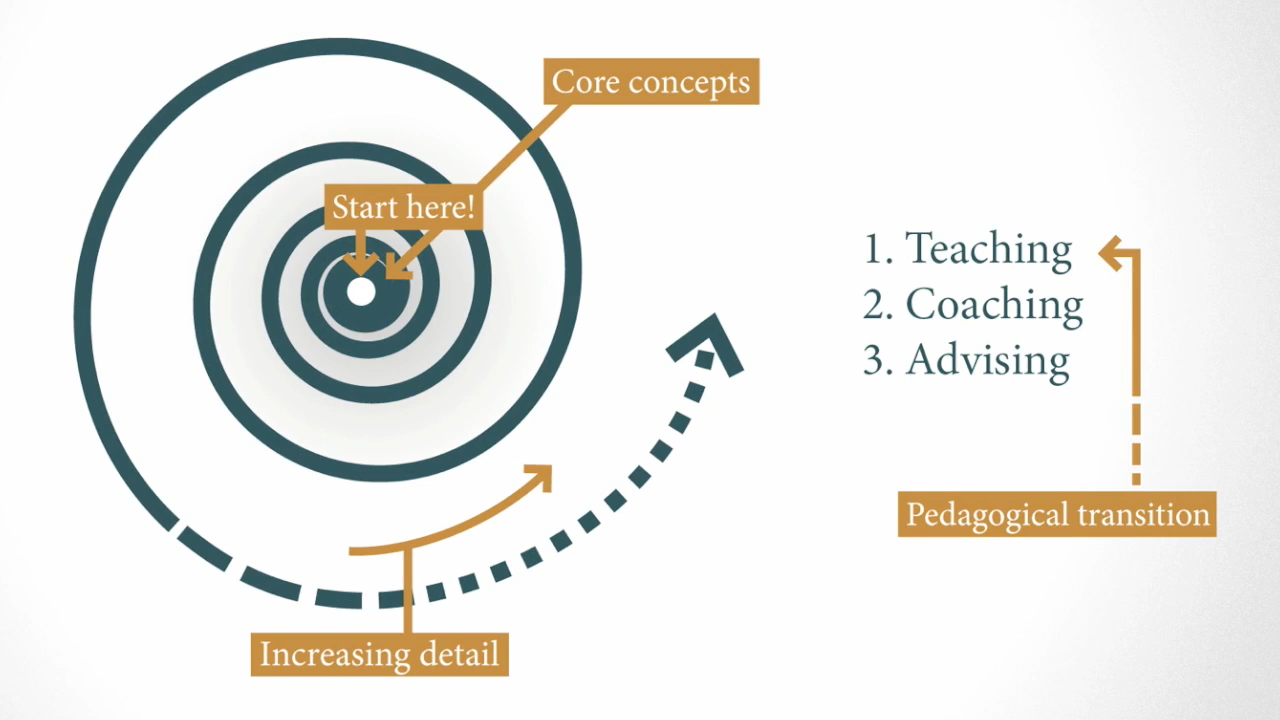 Core concepts
Start here!
1. Teaching
2. Coaching
3. Advising
Pedagogical transition
Increasing detail